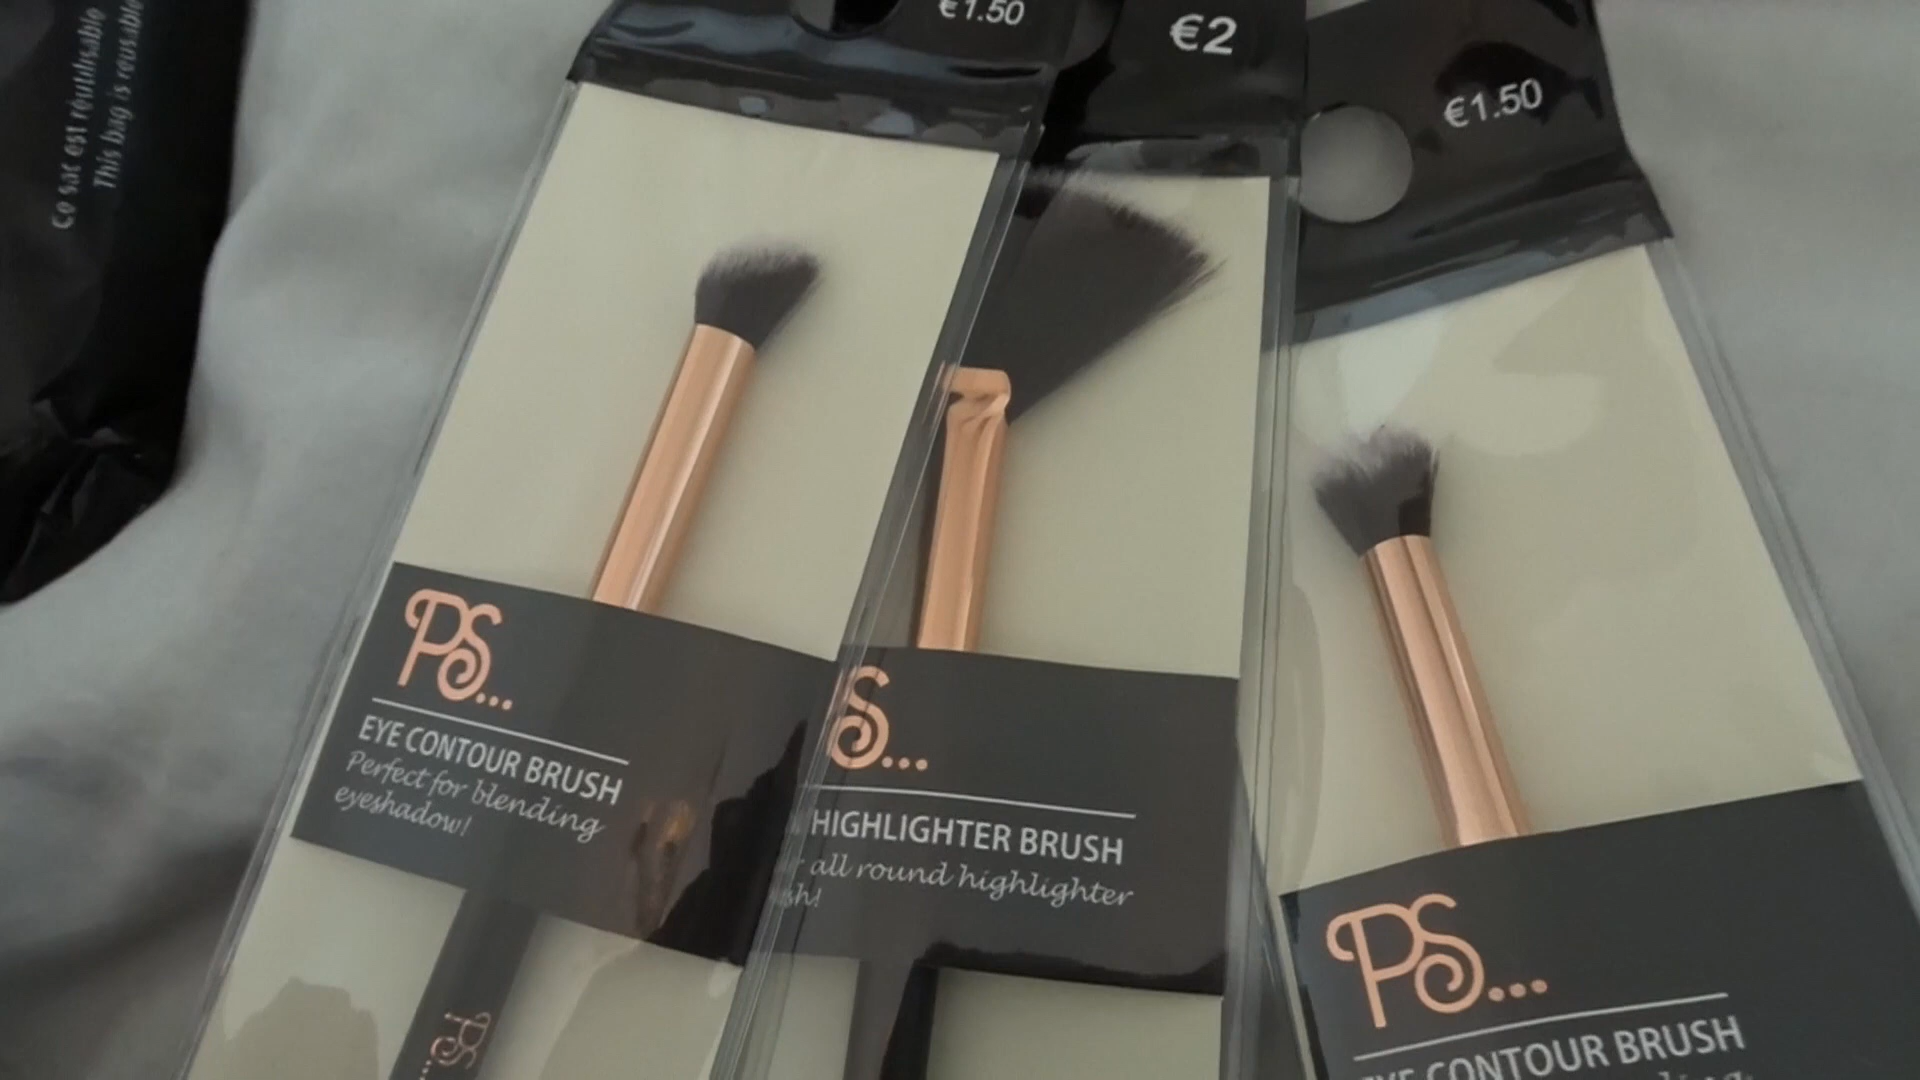 Ce sac est réutilisable
This bag is reusable
€1.50
PS...
EYE CONTOUR BRUSH
Perfect for blending
eyeshadow!
PS...
€2
S...
HIGHLIGHTER BRUSH
all round highlighter
€1.50
PS...
EYE CONTOUR BRUSH